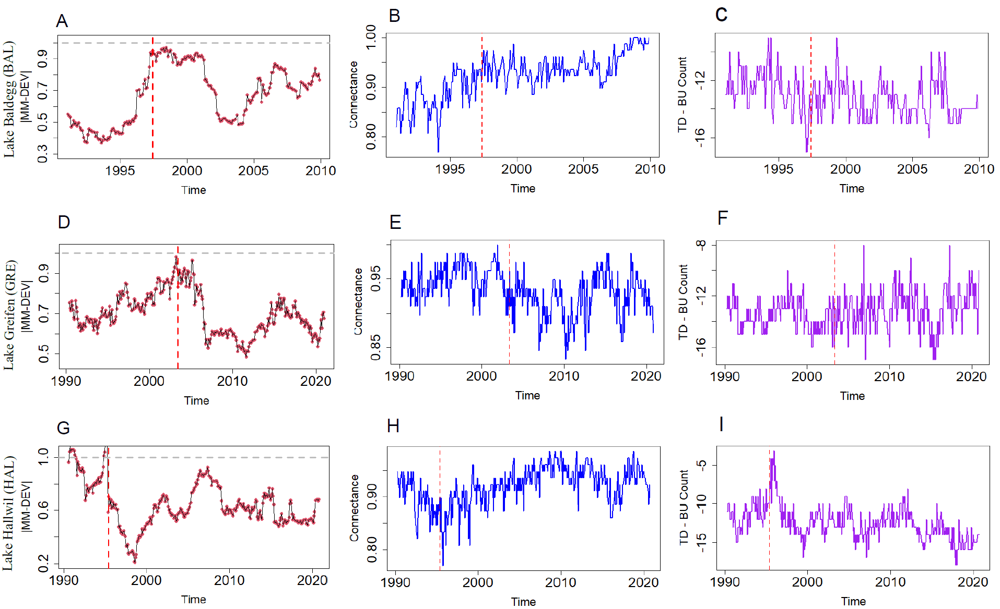 A
B
C
Lake Baldegg (BAL)
|MM-DEV|
0.3 0.5 0.7 0.9
1995 2000 2005 2010
Time
Connectance
0.80 0.90 1.00
1995 2000 2005 2010
Time
TD - BU Count
-16 -12
1995 2000 2005 2010
Time
D
E
F
Lake Greifen (GRE)
|MM-DEV|
0.5 0.7 0.9
1990 2000 2010 2020
Time
Connectance
0.85 0.95
1990 2000 2010 2020
Time
TD - BU Count
-16 -12 -8
1990 2000 2010 2020
Time
G
H
I
Lake Hallwil (HAL)
|MM-DEV|
0.2 0.6 1.0
1990 2000 2010 2020
Time
Connectance
0.80 0.90
1990 2000 2010 2020
Time
TD - BU Count
-15 -10 -5
1990 2000 2010 2020
Time